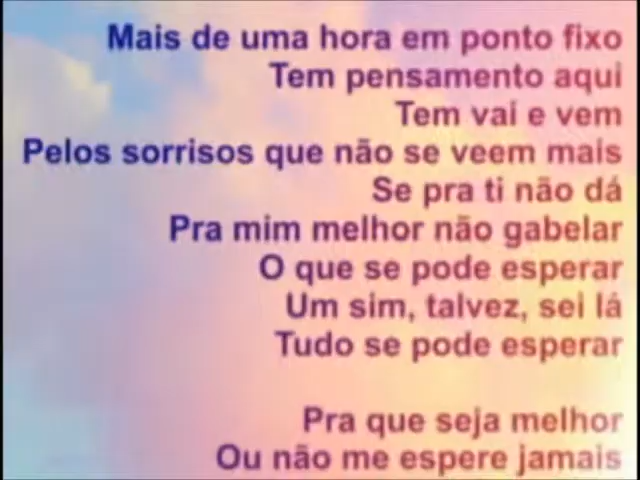 Mais de uma hora em ponto fixo
Tem pensamento aqui
Tem vai e vem
Pelos sorrisos que não se veem mais
Se pra ti não dá
Pra mim melhor não gabelar
O que se pode esperar
Um sim, talvez, sei lá
Tudo se pode esperar
Pra que seja melhor
Ou não me espere jamais